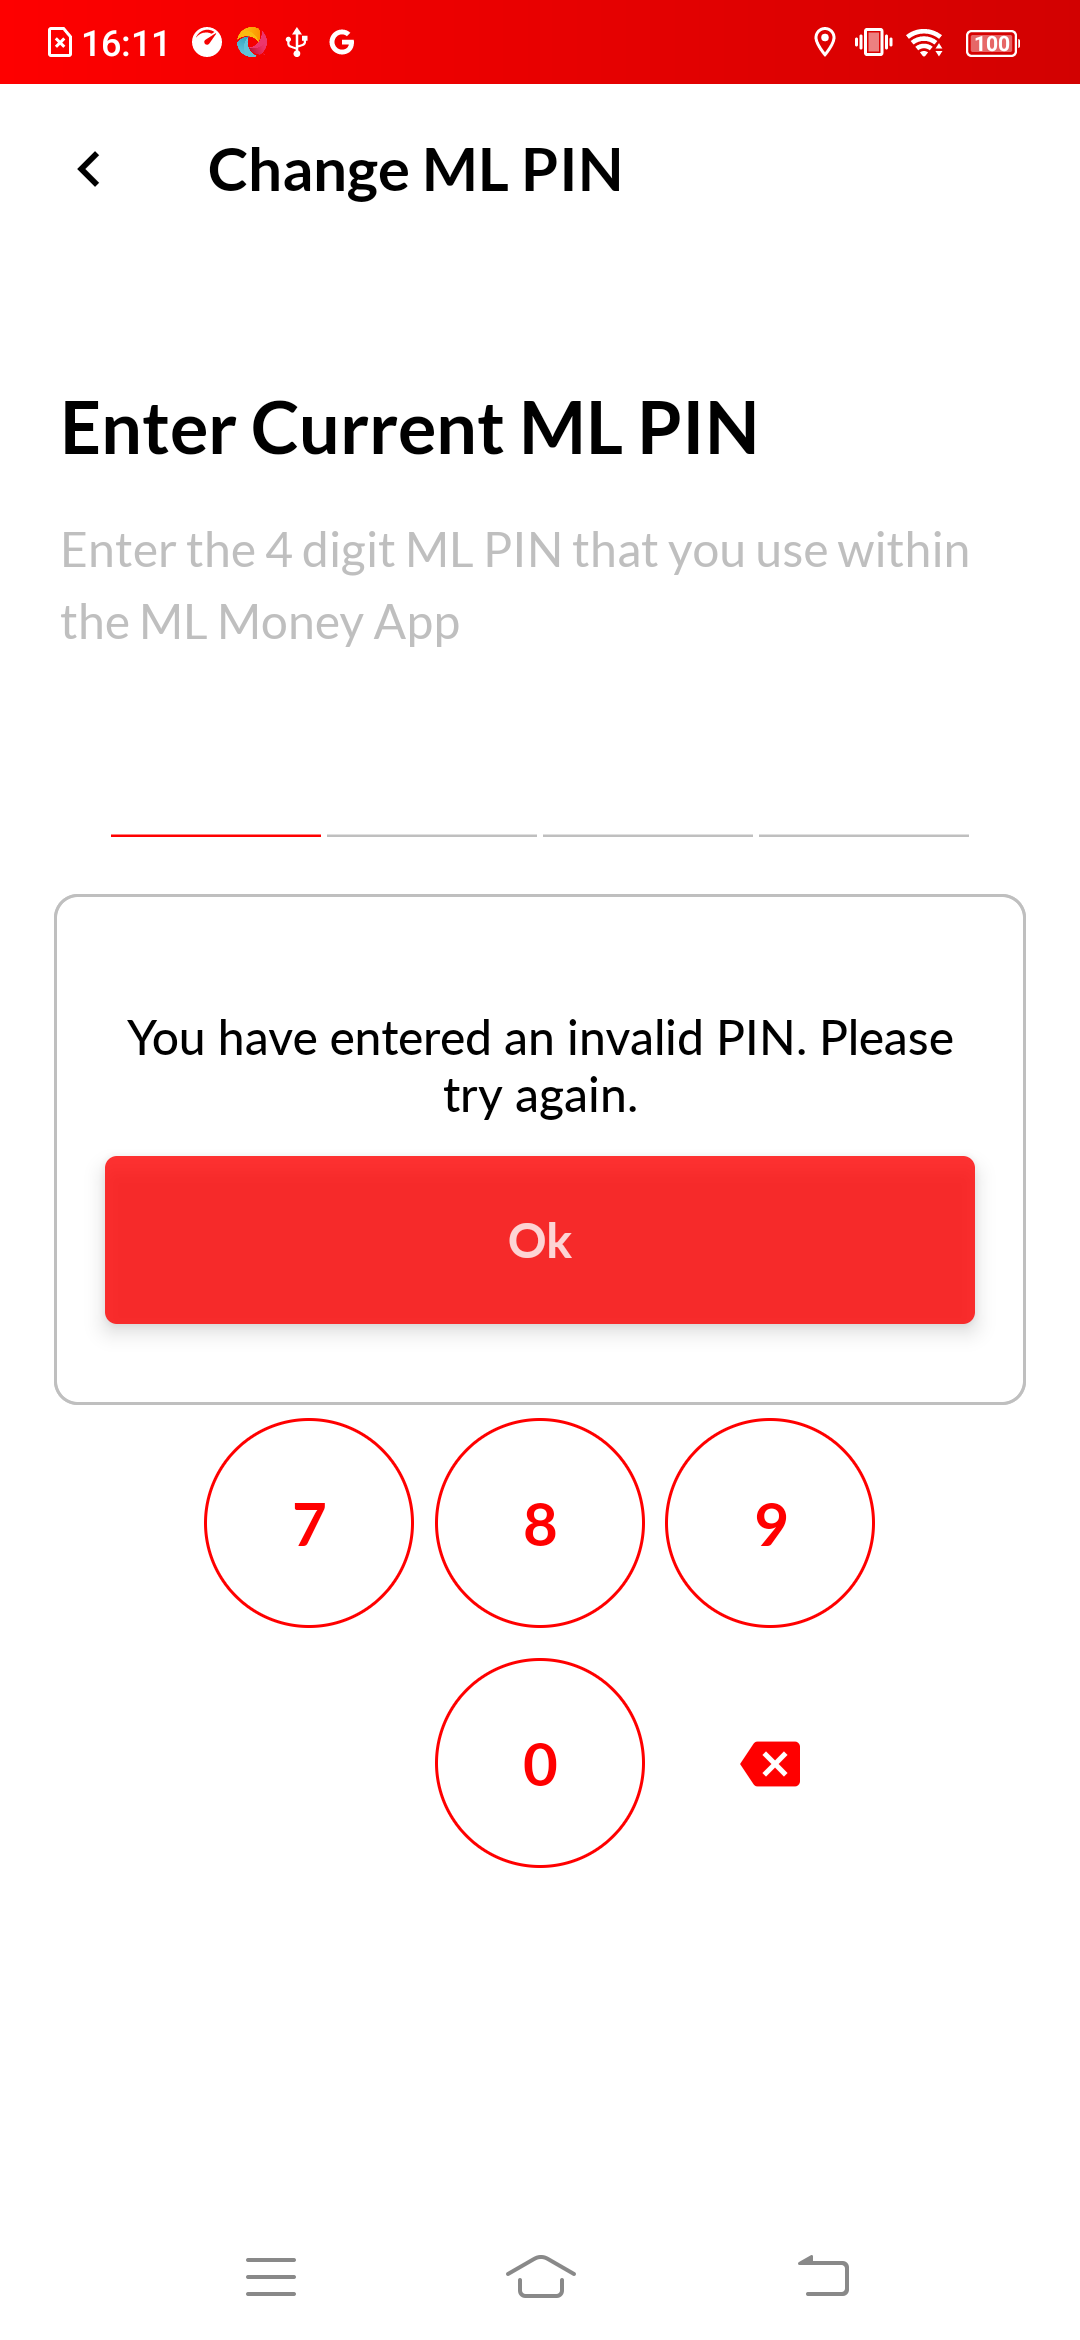 16:11
100
Change ML PIN
Enter Current ML PIN
Enter the 4 digit ML PIN that you use within
the ML Money App
You have entered an invalid PIN. Please
try again.
Ok
7 8 9
0